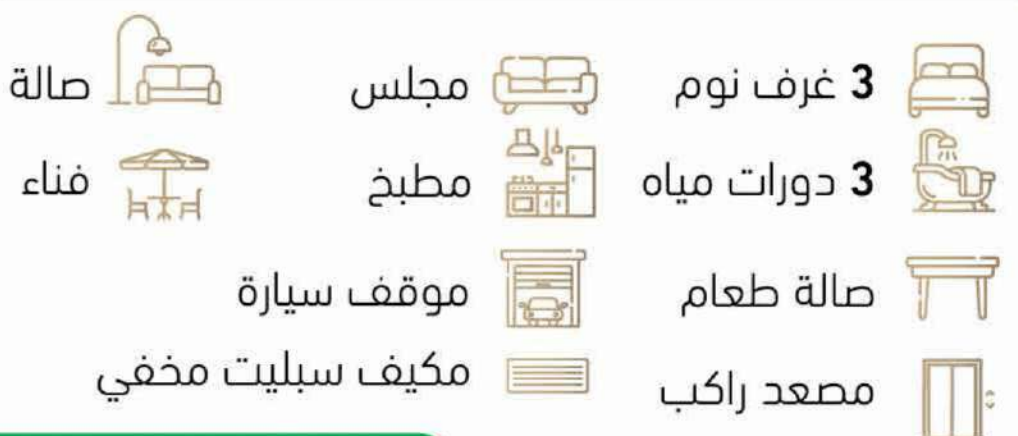 3 غرف نوم
مجلس
صالة
3 دورات مياه
مطبخ
فناء
صالة طعام
موقف سيارة
مصعد راكب
مكيف سبليت مخفي